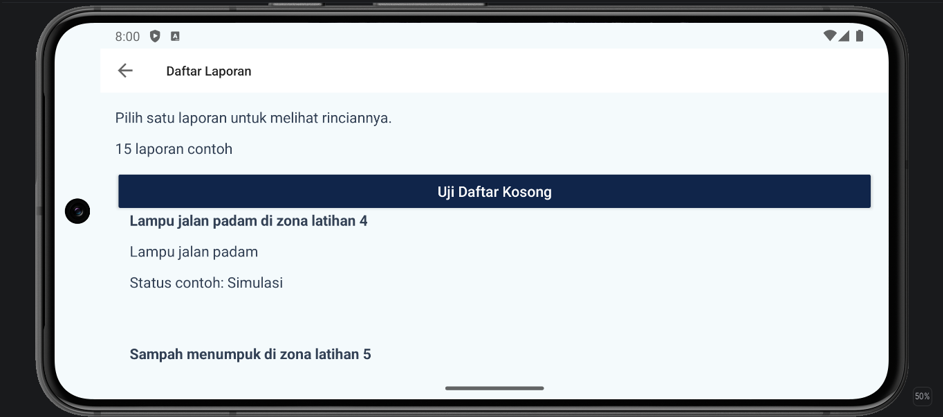 8:00
Daftar Laporan
Pilih satu laporan untuk melihat rinciannya.
15 laporan contoh
Uji Daftar Kosong
Lampu jalan padam di zona latihan 4
Lampu jalan padam
Status contoh: Simulasi
Sampah menumpuk di zona latihan 5
50%